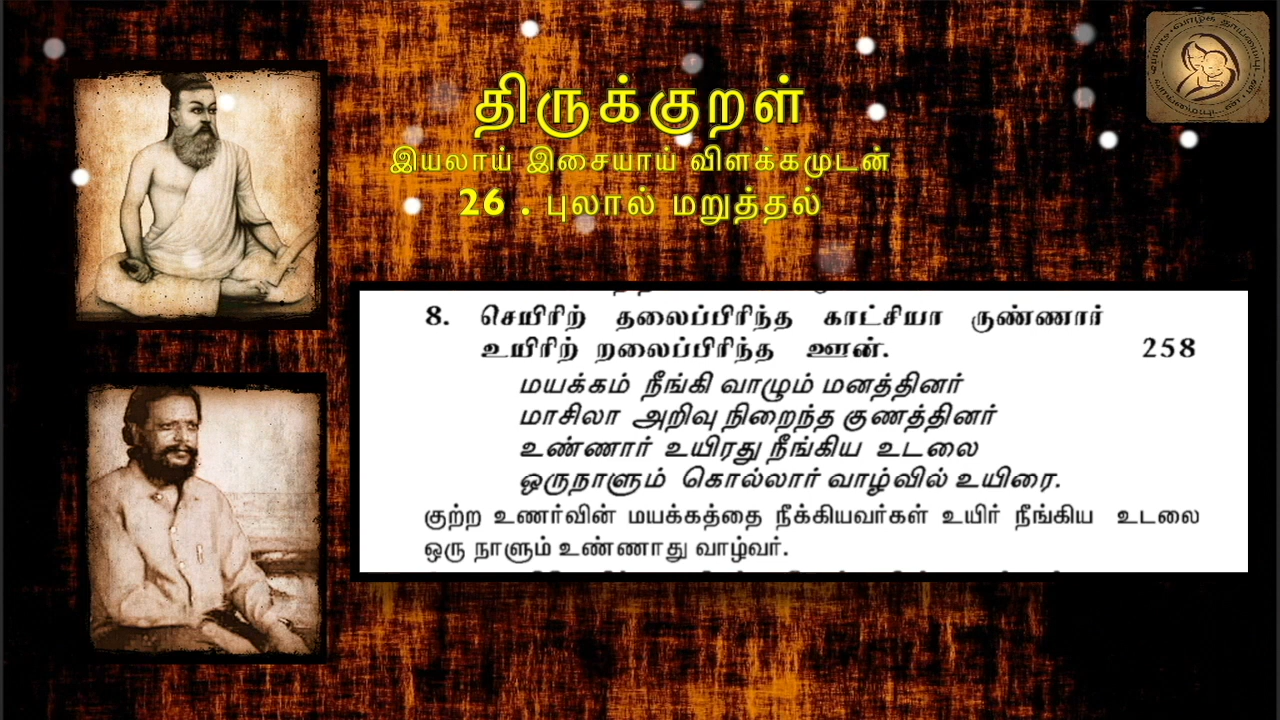 திருக்குறள்
இயலாய் இசையாய் விளக்கமுடன்
26 . புலால் மறுத்தல்
8. செயிரிற் தலைப்பிரிந்த காட்சியா ருண்ணார்
உயிரிற் றலைப்பிரிந்த ஊன். 258
மயக்கம் நீங்கி வாழும் மனத்தினர்
மாசிலா அறிவு நிறைந்த குணத்தினர்
உண்ணார் உயிரது நீங்கிய உடலை
ஒருநாளும் கொல்லார் வாழ்வில் உயிரை.
குற்ற உணர்வின் மயக்கத்தை நீக்கியவர்கள் உயிர் நீங்கிய உடலை
ஒரு நாளும் உண்ணாது வாழ்வர்.